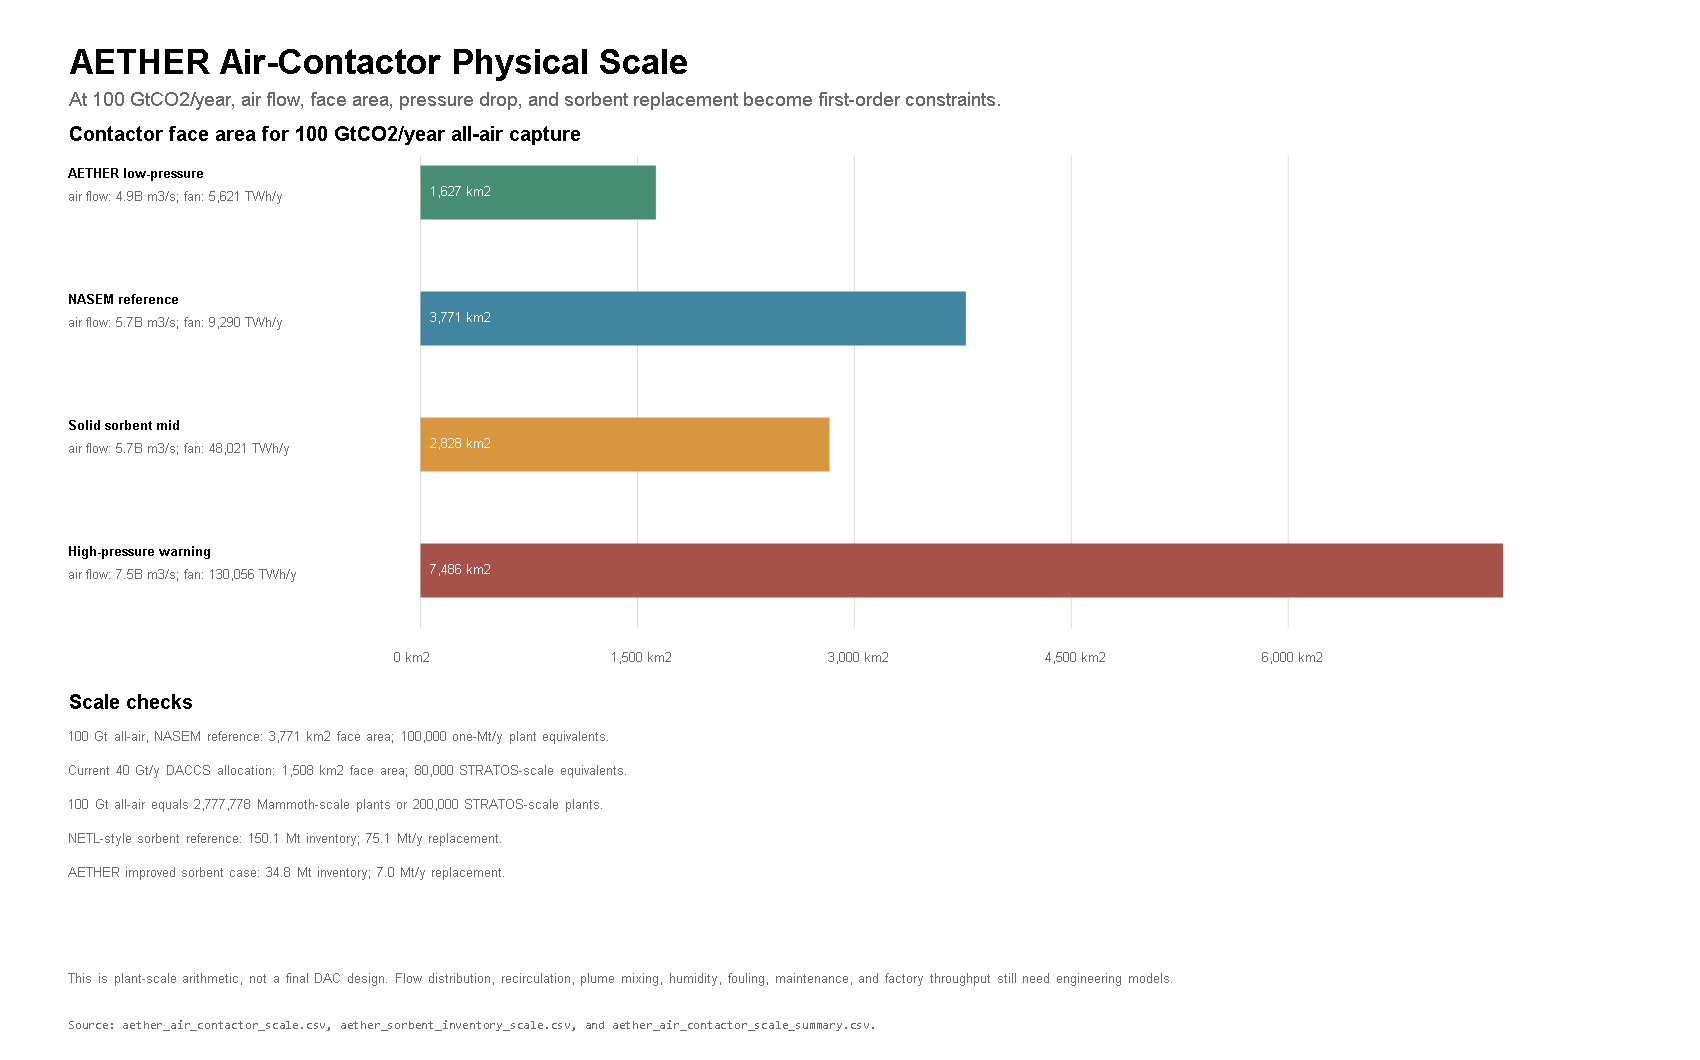 AETHER Air-Contactor Physical Scale
At 100 GtCO2/year, air flow, face area, pressure drop, and sorbent replacement become first-order constraints.
Contactor face area for 100 GtCO2/year all-air capture
AETHER low-pressure
air flow: 4.9B m3/s; fan: 5,621 TWh/y
1,627 km2
NASEM reference
air flow: 5.7B m3/s; fan: 9,290 TWh/y
3,771 km2
Solid sorbent mid
air flow: 5.7B m3/s; fan: 48,021 TWh/y
2,828 km2
High-pressure warning
air flow: 7.5B m3/s; fan: 130,056 TWh/y
7,486 km2
0 km2 1,500 km2 3,000 km2 4,500 km2 6,000 km2
Scale checks
100 Gt all-air, NASEM reference: 3,771 km2 face area; 100,000 one-Mt/y plant equivalents.
Current 40 Gt/y DACCS allocation: 1,508 km2 face area; 80,000 STRATOS-scale equivalents.
100 Gt all-air equals 2,777,778 Mammoth-scale plants or 200,000 STRATOS-scale plants.
NETL-style sorbent reference: 150.1 Mt inventory; 75.1 Mt/y replacement.
AETHER improved sorbent case: 34.8 Mt inventory; 7.0 Mt/y replacement.
This is plant-scale arithmetic, not a final DAC design. Flow distribution, recirculation, plume mixing, humidity, fouling, maintenance, and factory throughput still need engineering models.
Source: aether_air_contactor_scale.csv, aether_sorbent_inventory_scale.csv, and aether_air_contactor_scale_summary.csv.